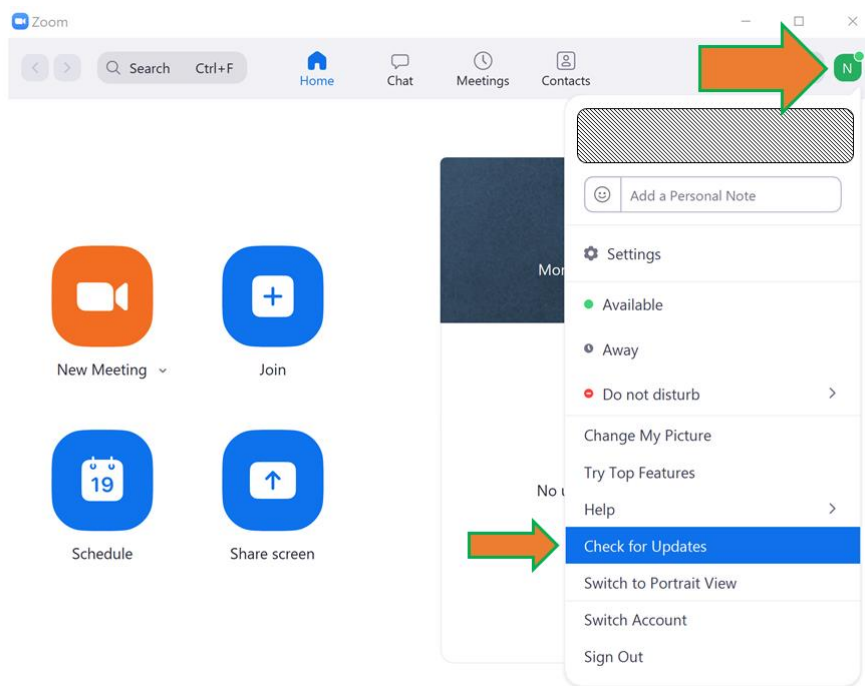 Zoom
Search Ctrl+F
Home
Chat
Meetings
Contacts
N
Add a Personal Note
Settings
Available
Away
Do not disturb
Change My Picture
Try Top Features
Help
Check for Updates
Switch to Portrait View
Switch Account
Sign Out
New Meeting
Join
19
Schedule
Share screen
Mor
No u